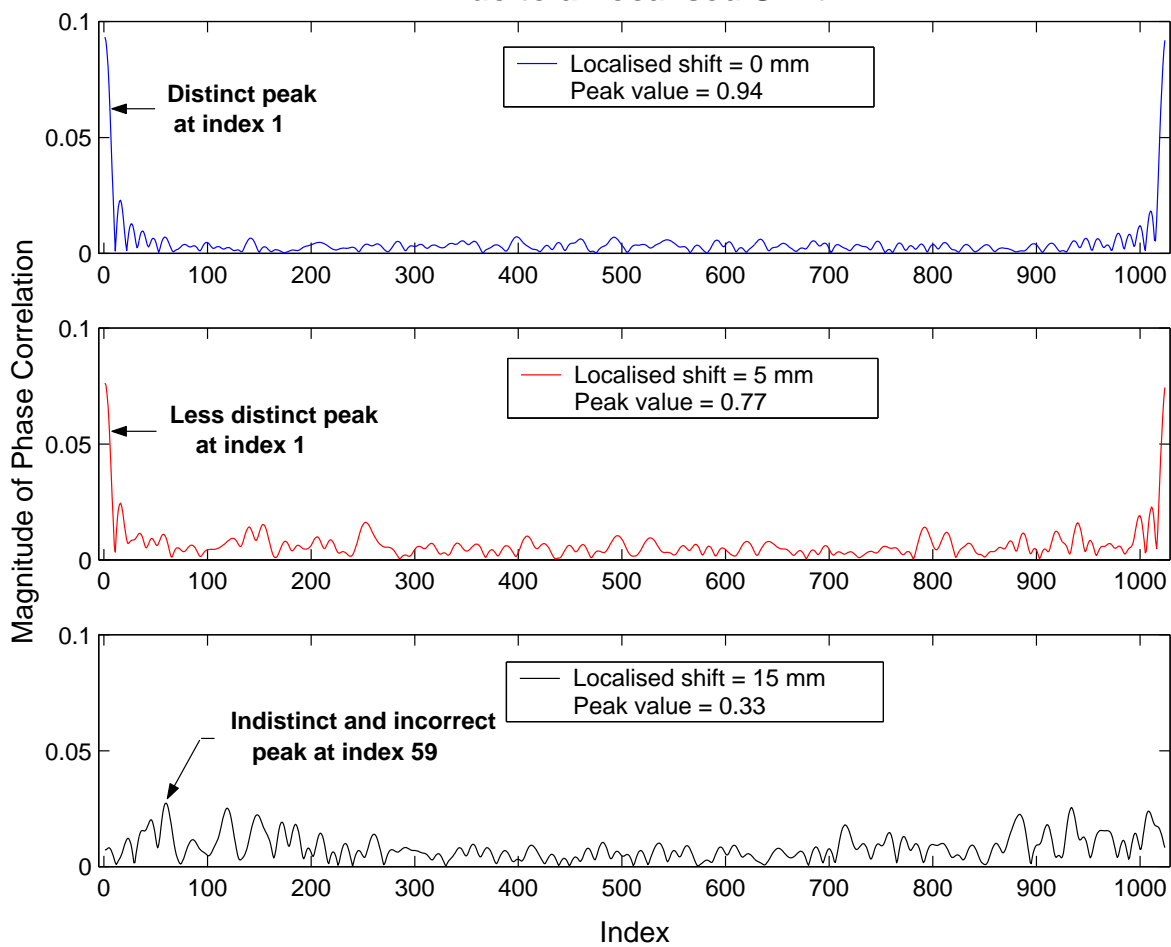 0.1
0.05
0
Localised shift = 0 mm
Peak value = 0.94
Distinct peak
at index 1
0 100 200 300 400 500 600 700 800 900 1000
Magnitude of Phase Correlation
0.1
0.05
0
Localised shift = 5 mm
Peak value = 0.77
Less distinct peak
at index 1
0 100 200 300 400 500 600 700 800 900 1000
0.1
0.05
0
Localised shift = 15 mm
Peak value = 0.33
Indistinct and incorrect
peak at index 59
0 100 200 300 400 500 600 700 800 900 1000
Index